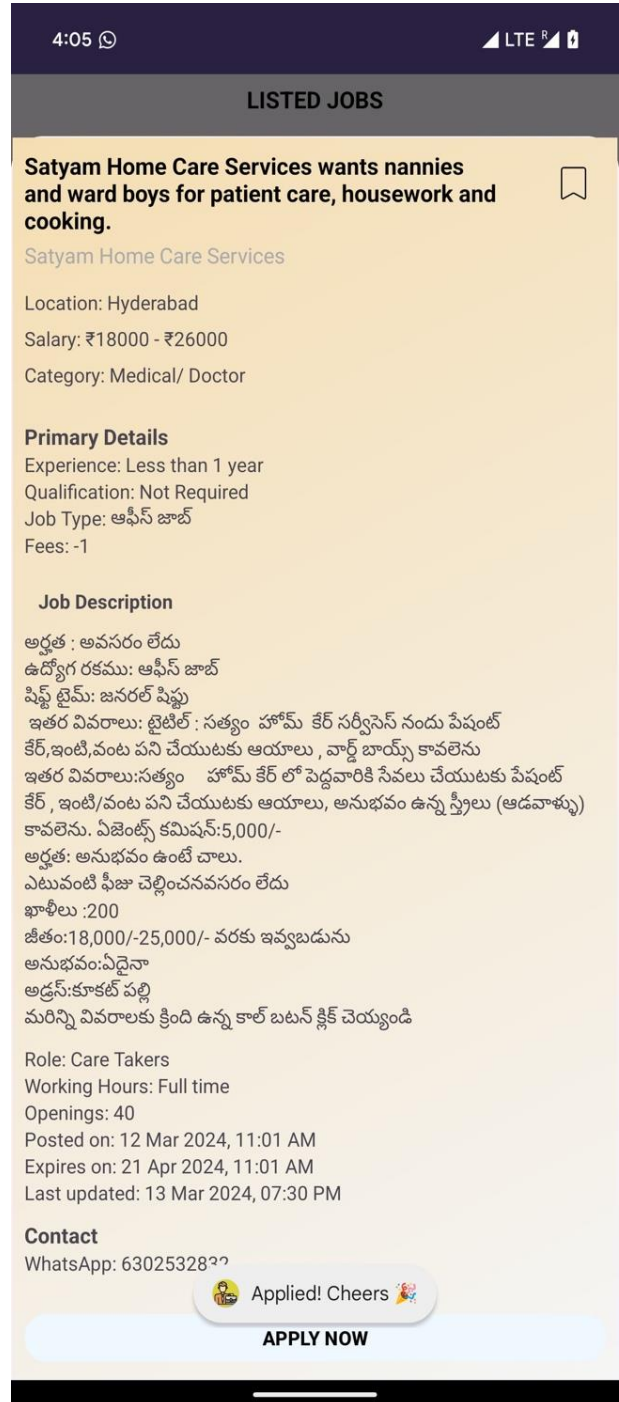 4:05
LTE R
LISTED JOBS
Satyam Home Care Services wants nannies
and ward boys for patient care, housework and
cooking.
Satyam Home Care Services
Location: Hyderabad
Salary: ₹18000 - ₹26000
Category: Medical/ Doctor
Primary Details
Experience: Less than 1 year
Qualification: Not Required
Job Type: ఆఫీస్ జాబ్
Fees: -1
Job Description
అర్హత : అవసరం లేదు
ఉద్యోగ రకము: ఆఫీస్ జాబ్
షిఫ్ట్ టైమ్: జనరల్ షిఫ్టు
ఇతర వివరాలు: టైటిల్ : సత్యం హోమ్ కేర్ సర్వీసెస్ నందు పేషంట్
కేర్,ఇంటి,వంట పని చేయుటకు ఆయాలు , వార్డ్ బాయ్స్ కావలెను
ఇతర వివరాలు:సత్యం హోమ్ కేర్ లో పెద్దవారికి సేవలు చేయుటకు పేషంట్
కేర్ , ఇంటి/వంట పని చేయుటకు ఆయాలు, అనుభవం ఉన్న స్త్రీలు (ఆడవాళ్ళు)
కావలెను. ఏజెంట్స్ కమిషన్:5,000/-
అర్హత: అనుభవం ఉంటే చాలు.
ఎటువంటి ఫీజు చెల్లించనవసరం లేదు
ఖాళీలు :200
జీతం:18,000/-25,000/- వరకు ఇవ్వబడును
అనుభవం:ఏదైనా
అడ్రస్:కూకట్ పల్లి
మరిన్ని వివరాలకు క్రింది ఉన్న కాల్ బటన్ క్లిక్ చెయ్యండి
Role: Care Takers
Working Hours: Full time
Openings: 40
Posted on: 12 Mar 2024, 11:01 AM
Expires on: 21 Apr 2024, 11:01 AM
Last updated: 13 Mar 2024, 07:30 PM
Contact
WhatsApp: 6302532832
Applied! Cheers 🎉
APPLY NOW